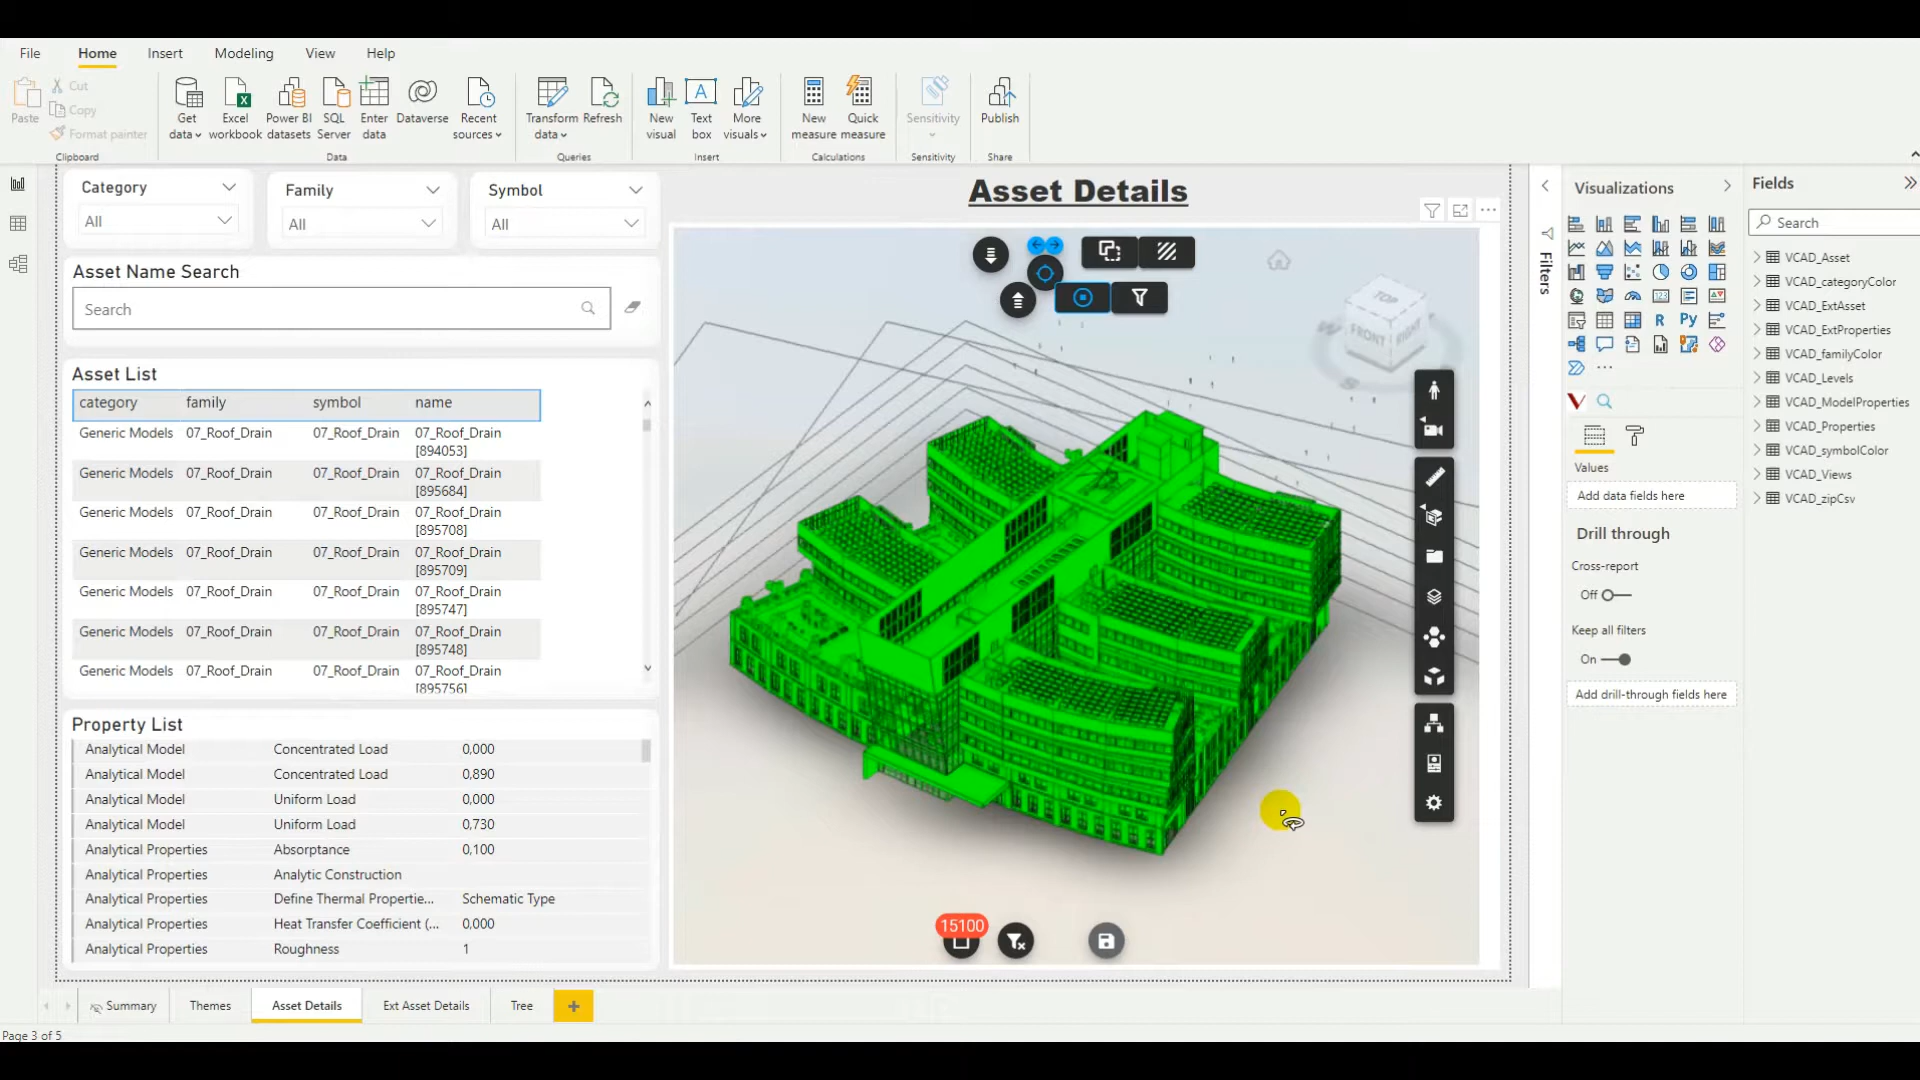 File Home Insert Modeling View Help
Paste Cut Copy Format painter
Clipboard
Get data Excel workbook Power BI datasets SQL Server Enter data Dataverse Recent sources
Data
Transform data Refresh
Queries
New visual Text box More visuals
Insert
New measure Quick measure
Calculations
Sensitivity
Sensitivity
Publish
Share
Category
All
Family
All
Symbol
All
Asset Name Search
Search
Asset List
category family symbol name
Generic Models 07_Roof_Drain 07_Roof_Drain 07_Roof_Drain
[894053]
Generic Models 07_Roof_Drain 07_Roof_Drain 07_Roof_Drain
[895684]
Generic Models 07_Roof_Drain 07_Roof_Drain 07_Roof_Drain
[895708]
Generic Models 07_Roof_Drain 07_Roof_Drain 07_Roof_Drain
[895709]
Generic Models 07_Roof_Drain 07_Roof_Drain 07_Roof_Drain
[895747]
Generic Models 07_Roof_Drain 07_Roof_Drain 07_Roof_Drain
[895748]
Generic Models 07_Roof_Drain 07_Roof_Drain 07_Roof_Drain
[895756]
Property List
Analytical Model Concentrated Load 0,000
Analytical Model Concentrated Load 0,890
Analytical Model Uniform Load 0,000
Analytical Model Uniform Load 0,730
Analytical Properties Absorptance 0,100
Analytical Properties Analytic Construction
Analytical Properties Define Thermal Propertie... Schematic Type
Analytical Properties Heat Transfer Coefficient (... 0,000
Analytical Properties Roughness 1
Asset Details
TOP
FRONT RIGHT
15100
Filters
Visualizations
R Py
Values
Add data fields here
Drill through
Cross-report
Off
Keep all filters
On
Add drill-through fields here
Fields
Search
VCAD_Asset
VCAD_categoryColor
VCAD_ExtAsset
VCAD_ExtProperties
VCAD_familyColor
VCAD_Levels
VCAD_ModelProperties
VCAD_Properties
VCAD_symbolColor
VCAD_Views
VCAD_zipCsv
Summary Themes Asset Details Ext Asset Details Tree +
Page 3 of 5